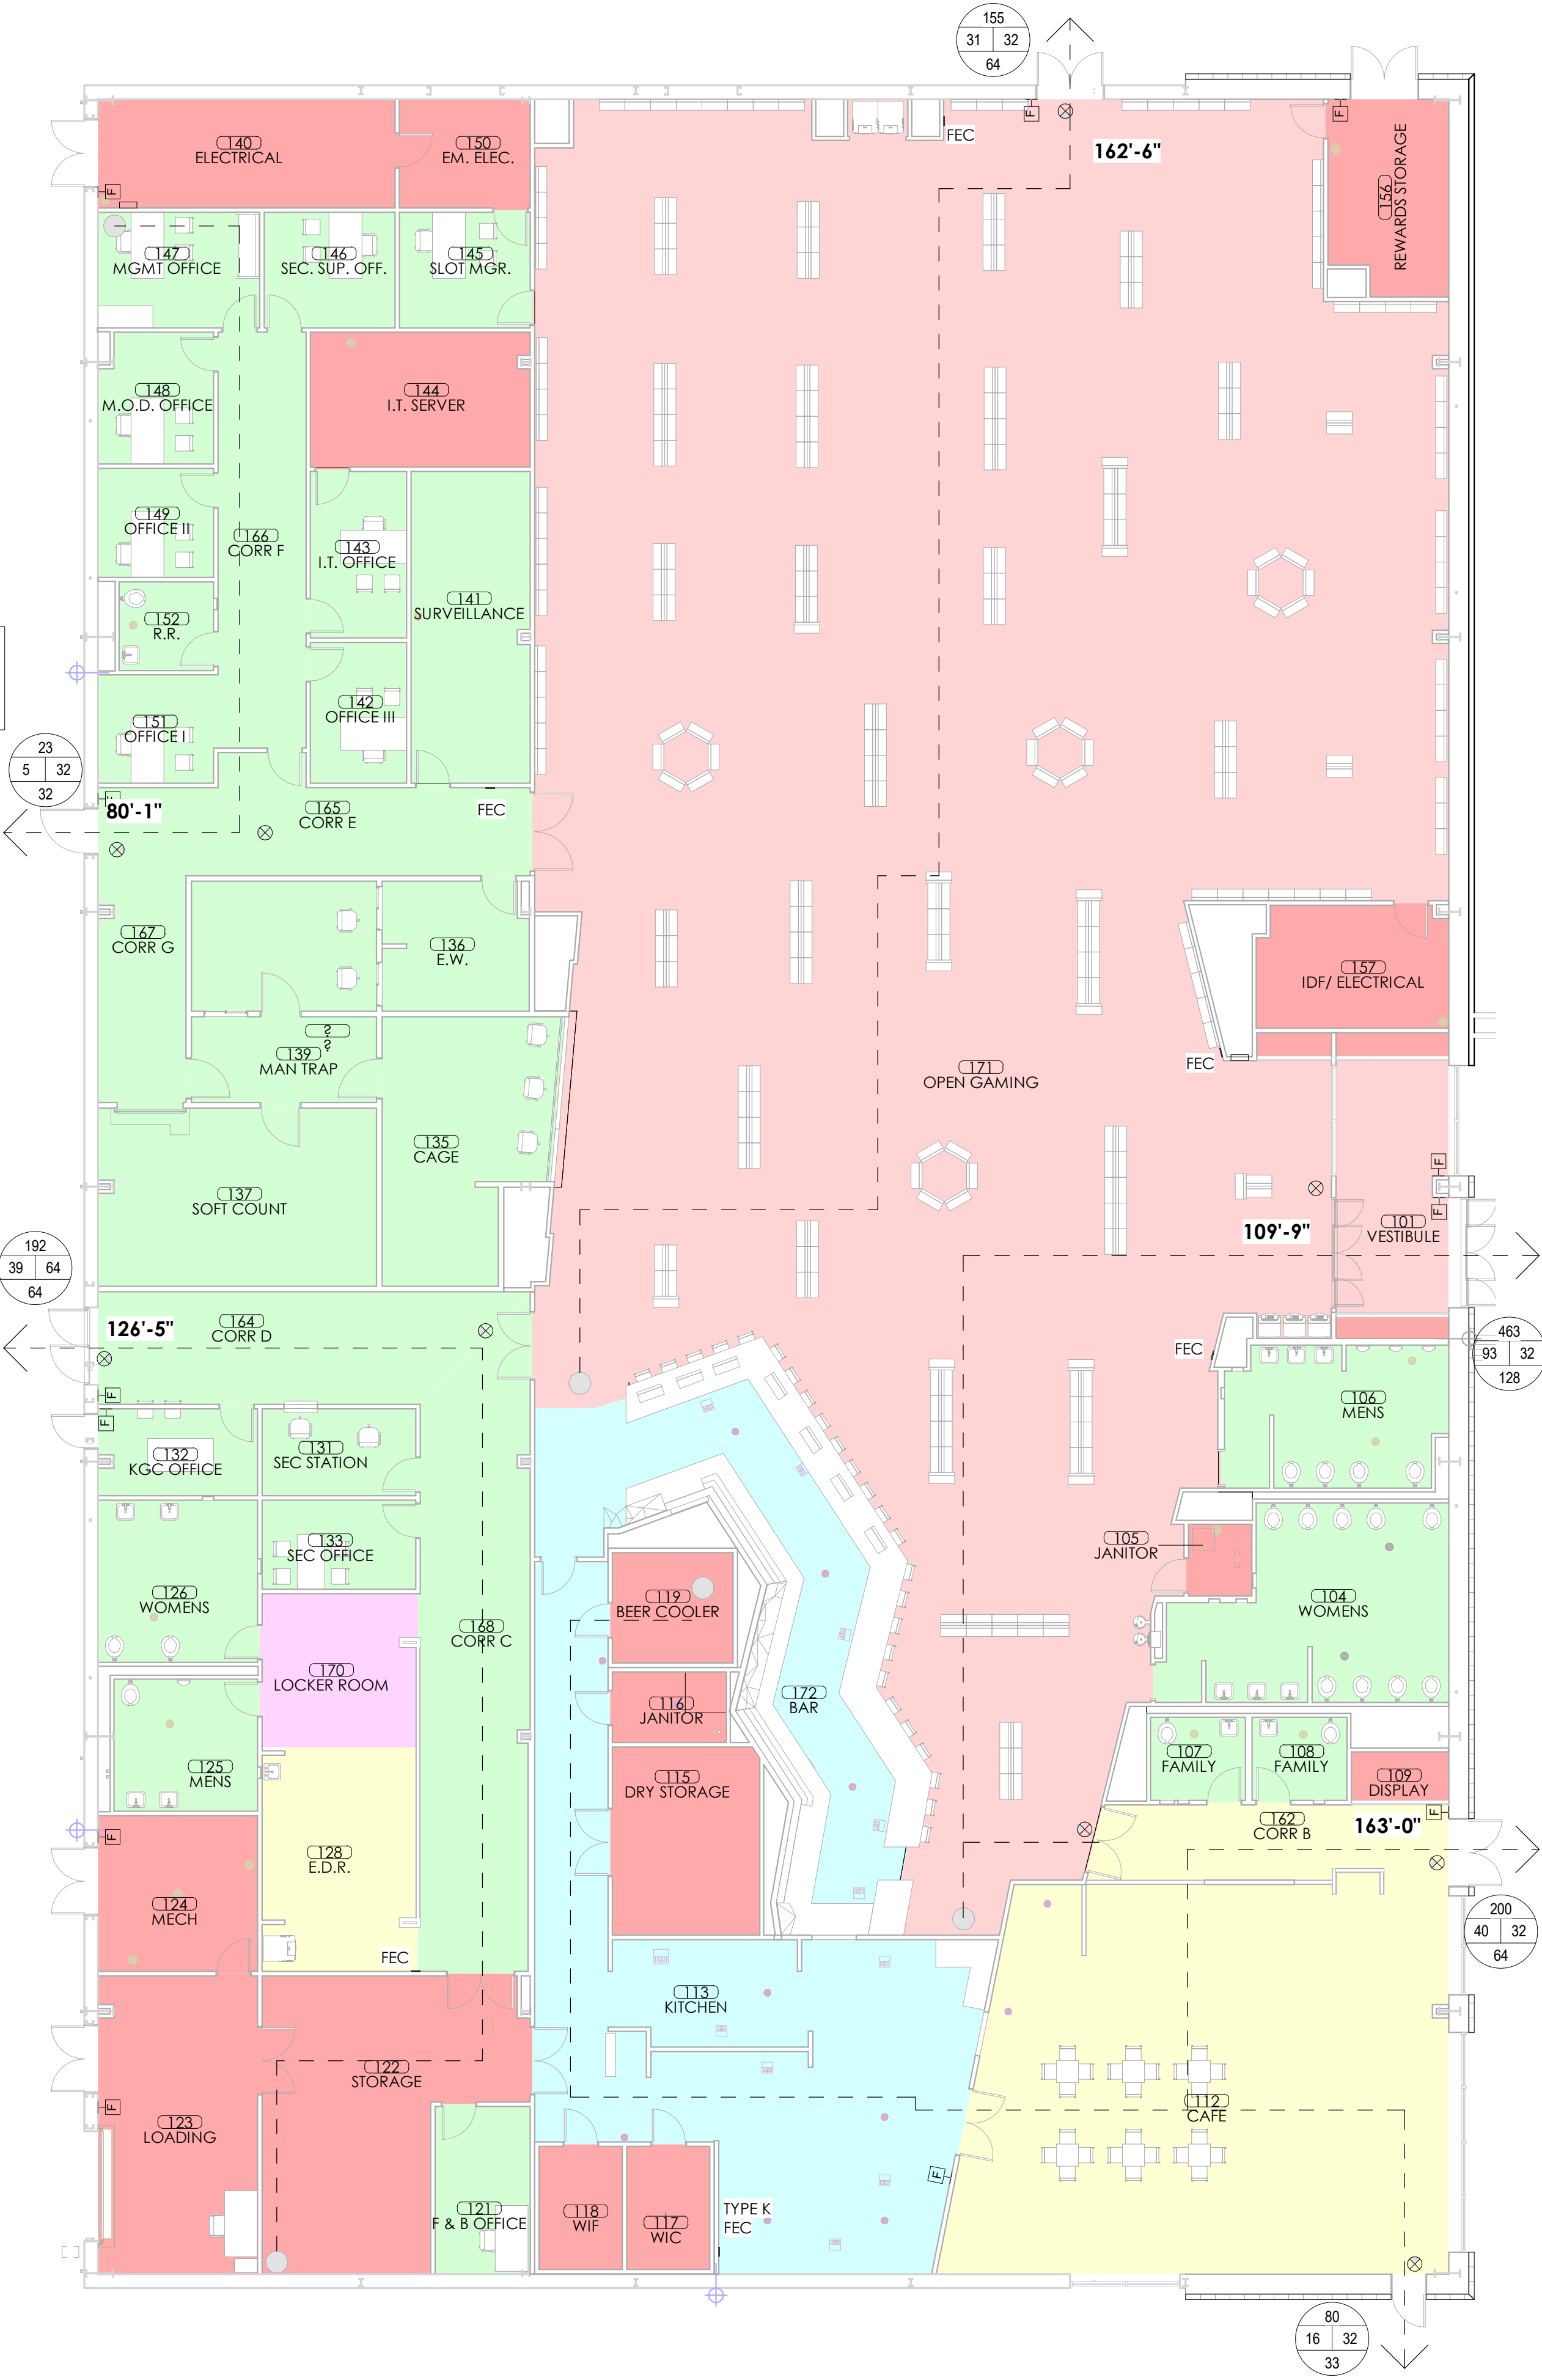 155
31 32
64
F
F
FEC
162'-6"
140
ELECTRICAL
150
EM. ELEC.
156
REWARDS STORAGE
F
147
MGMT OFFICE
146
SEC. SUP. OFF.
145
SLOT MGR.
148
M.O.D. OFFICE
144
I.T. SERVER
149
OFFICE II
166
CORR F
143
I.T. OFFICE
152
R.R.
141
SURVEILLANCE
142
OFFICE III
151
OFFICE I
23
5 32
32
80'-1"
165
CORR E
FEC
167
CORR G
136
E.W.
157
IDF/ ELECTRICAL
?
?
139
MAN TRAP
FEC
171
OPEN GAMING
135
CAGE
137
SOFT COUNT
F
F
101
VESTIBULE
109'-9"
192
39 64
64
126'-5"
164
CORR D
FEC
463
93 32
128
F
F
106
MENS
132
KGC OFFICE
131
SEC STATION
133
SEC OFFICE
105
JANITOR
126
WOMENS
119
BEER COOLER
104
WOMENS
168
CORR C
170
LOCKER ROOM
116
JANITOR
172
BAR
125
MENS
115
DRY STORAGE
107
FAMILY
108
FAMILY
109
DISPLAY
F
162
CORR B
163'-0"
F
128
E.D.R.
124
MECH
FEC
200
40 32
64
113
KITCHEN
122
STORAGE
F
123
LOADING
112
CAFE
F
121
F & B OFFICE
118
WIF
117
WIC
TYPE K
FEC
80
16 32
33